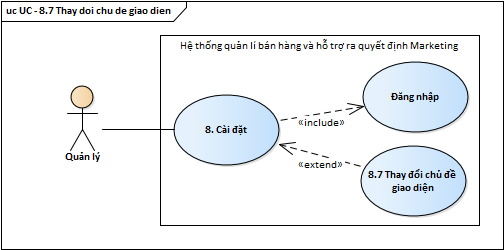 uc UC - 8.7 Thay doi chu de giao dien
Hệ thống quản lí bán hàng và hỗ trợ ra quyết định Marketing
Đăng nhập
8. Cài đặt
«include»
Quản lý
«extend»
8.7 Thay đổi chủ đề
giao diện